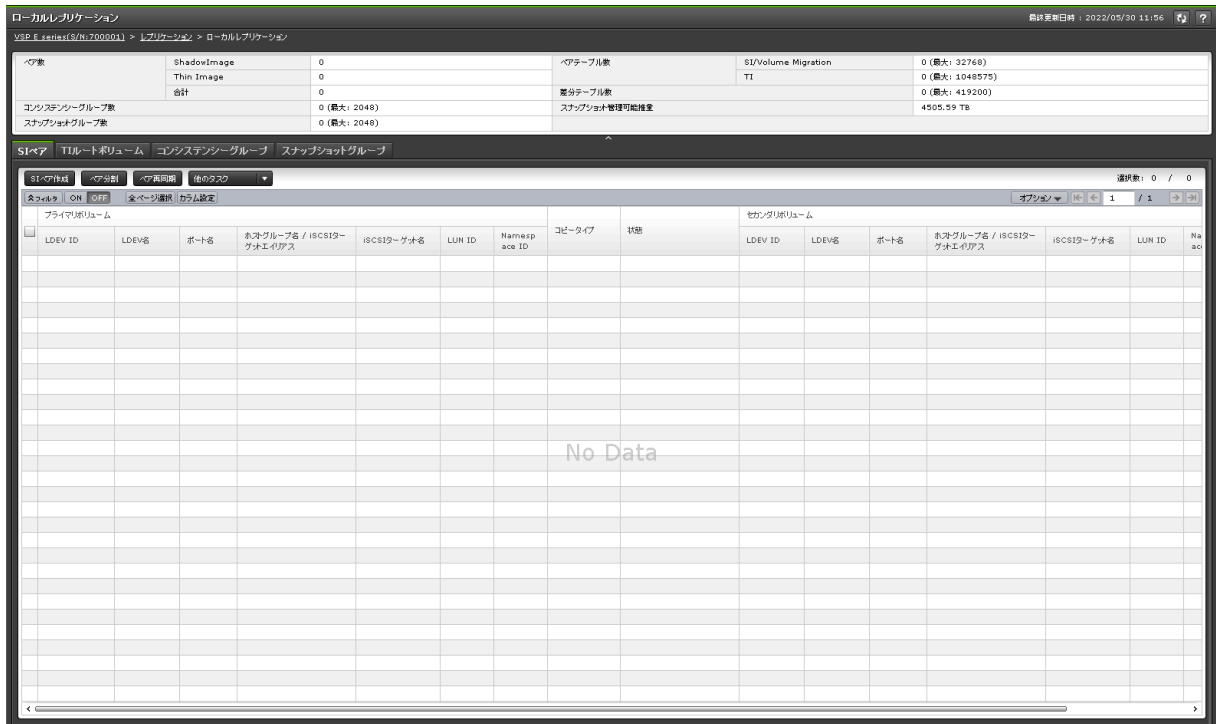 ローカルレプリケーション
最終更新日時 : 2022/05/30 11:56 ?
VSP E series(S/N:700001) > レプリケーション > ローカルレプリケーション
ペア数 ShadowImage 0 ペアテーブル数 SI/Volume Migration 0 (最大: 32768)
Thin Image 0 TI 0 (最大: 1048575)
合計 0 差分テーブル数 0 (最大: 419200)
コンシステンシーグループ数 0 (最大: 2048) スナップショット管理可能推量 4505.59 TB
スナップショットグループ数 0 (最大: 2048)
SIペア TIルートボリューム コンシステンシーグループ スナップショットグループ
SIペア作成 ペア分割 ペア再同期 他のタスク 選択数: 0 / 0
フィルタ ON OFF 全ページ選択 カラム設定 オプション 1 / 1
プライマリボリューム コピータイプ 状態 セカンダリボリューム
LDEV ID LDEV名 ポート名 ホストグループ名 / iSCSIター
ゲットエイリアス iSCSIターゲット名 LUN ID Namesp
ace ID LDEV ID LDEV名 ポート名 ホストグループ名 / iSCSIター
ゲットエイリアス iSCSIターゲット名 LUN ID Na
No Data